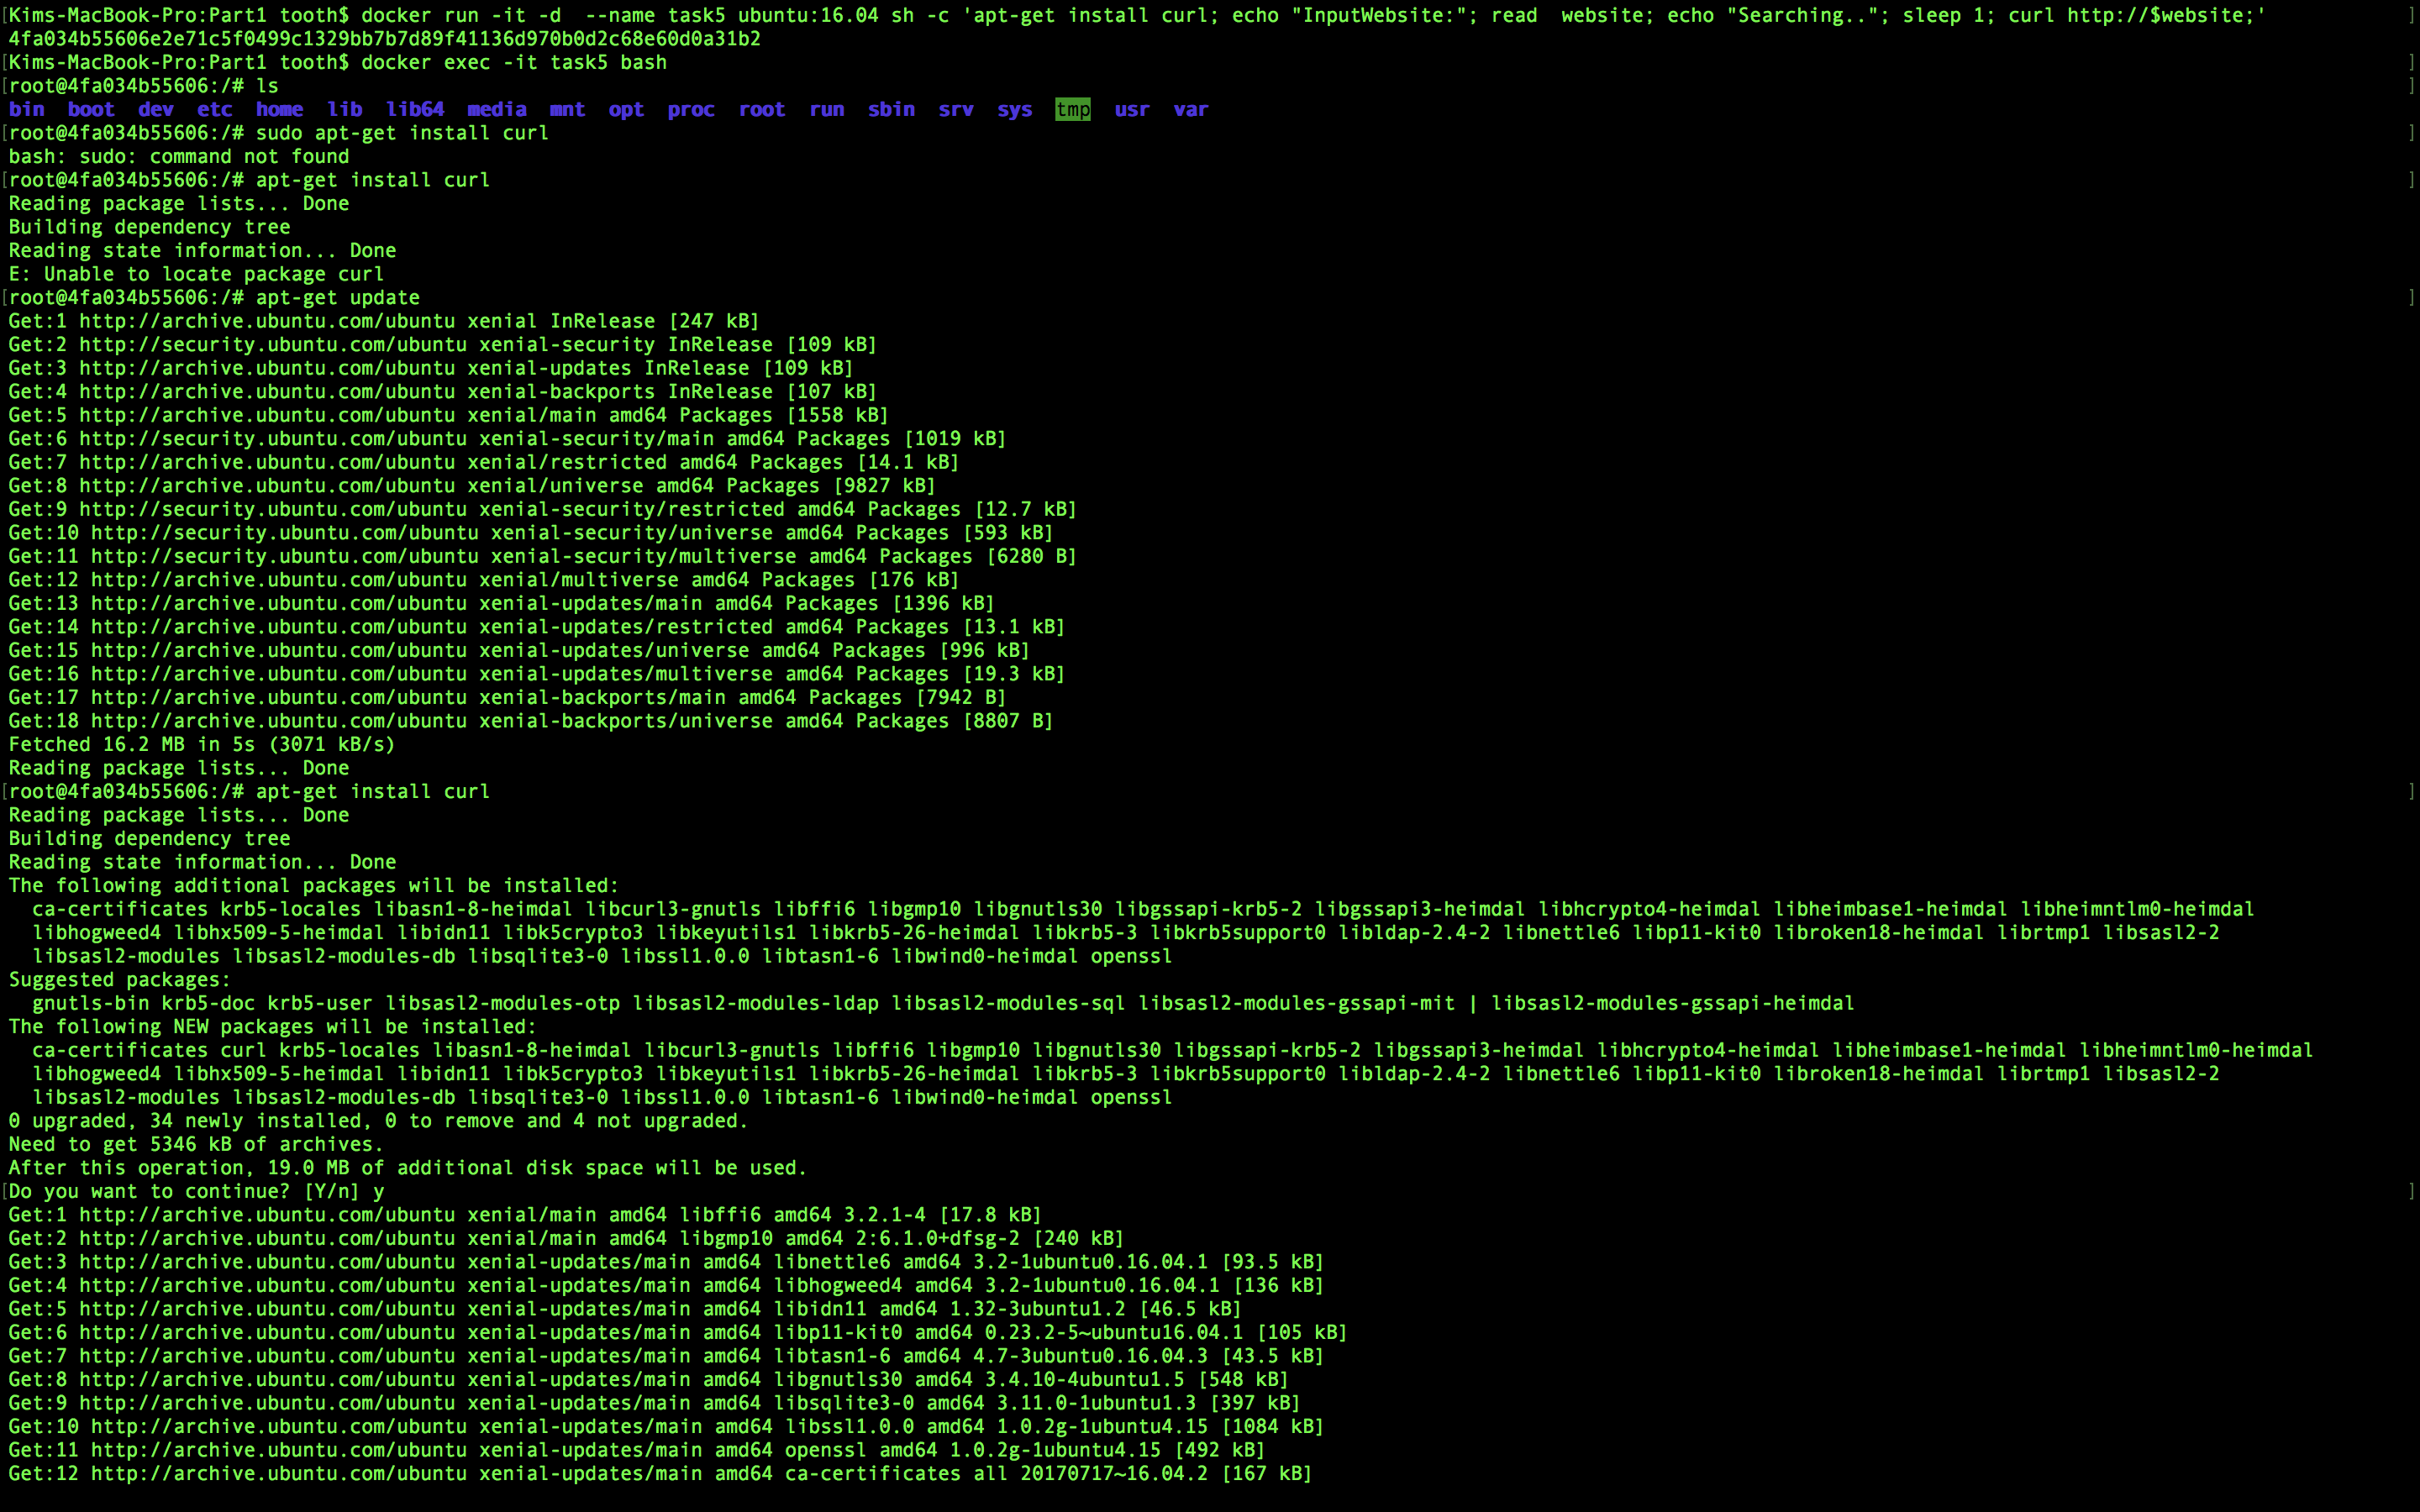 [Kims-MacBook-Pro:Part1 tooth$ docker run -it -d  --name task5 ubuntu:16.04 sh -c 'apt-get install curl; echo "InputWebsite:"; read  website; echo "Searching.."; sleep 1; curl http://$website;' ]
4fa034b55606e2e71c5f0499c1329bb7b7d89f41136d970b0d2c68e60d0a31b2
[Kims-MacBook-Pro:Part1 tooth$ docker exec -it task5 bash ]
[root@4fa034b55606:/# ls ]
bin  boot  dev  etc  home  lib  lib64  media  mnt  opt  proc  root  run  sbin  srv  sys  tmp  usr  var
[root@4fa034b55606:/# sudo apt-get install curl ]
bash: sudo: command not found
[root@4fa034b55606:/# apt-get install curl ]
Reading package lists... Done
Building dependency tree
Reading state information... Done
E: Unable to locate package curl
[root@4fa034b55606:/# apt-get update ]
Get:1 http://archive.ubuntu.com/ubuntu xenial InRelease [247 kB]
Get:2 http://security.ubuntu.com/ubuntu xenial-security InRelease [109 kB]
Get:3 http://archive.ubuntu.com/ubuntu xenial-updates InRelease [109 kB]
Get:4 http://archive.ubuntu.com/ubuntu xenial-backports InRelease [107 kB]
Get:5 http://archive.ubuntu.com/ubuntu xenial/main amd64 Packages [1558 kB]
Get:6 http://security.ubuntu.com/ubuntu xenial-security/main amd64 Packages [1019 kB]
Get:7 http://archive.ubuntu.com/ubuntu xenial/restricted amd64 Packages [14.1 kB]
Get:8 http://archive.ubuntu.com/ubuntu xenial/universe amd64 Packages [9827 kB]
Get:9 http://security.ubuntu.com/ubuntu xenial-security/restricted amd64 Packages [12.7 kB]
Get:10 http://security.ubuntu.com/ubuntu xenial-security/universe amd64 Packages [593 kB]
Get:11 http://security.ubuntu.com/ubuntu xenial-security/multiverse amd64 Packages [6280 B]
Get:12 http://archive.ubuntu.com/ubuntu xenial/multiverse amd64 Packages [176 kB]
Get:13 http://archive.ubuntu.com/ubuntu xenial-updates/main amd64 Packages [1396 kB]
Get:14 http://archive.ubuntu.com/ubuntu xenial-updates/restricted amd64 Packages [13.1 kB]
Get:15 http://archive.ubuntu.com/ubuntu xenial-updates/universe amd64 Packages [996 kB]
Get:16 http://archive.ubuntu.com/ubuntu xenial-updates/multiverse amd64 Packages [19.3 kB]
Get:17 http://archive.ubuntu.com/ubuntu xenial-backports/main amd64 Packages [7942 B]
Get:18 http://archive.ubuntu.com/ubuntu xenial-backports/universe amd64 Packages [8807 B]
Fetched 16.2 MB in 5s (3071 kB/s)
Reading package lists... Done
[root@4fa034b55606:/# apt-get install curl ]
Reading package lists... Done
Building dependency tree
Reading state information... Done
The following additional packages will be installed:
  ca-certificates krb5-locales libasn1-8-heimdal libcurl3-gnutls libffi6 libgmp10 libgnutls30 libgssapi-krb5-2 libgssapi3-heimdal libhcrypto4-heimdal libheimbase1-heimdal libheimntlm0-heimdal
  libhogweed4 libhx509-5-heimdal libidn11 libk5crypto3 libkeyutils1 libkrb5-26-heimdal libkrb5-3 libkrb5support0 libldap-2.4-2 libnettle6 libp11-kit0 libroken18-heimdal librtmp1 libsasl2-2
  libsasl2-modules libsasl2-modules-db libsqlite3-0 libssl1.0.0 libtasn1-6 libwind0-heimdal openssl
Suggested packages:
  gnutls-bin krb5-doc krb5-user libsasl2-modules-otp libsasl2-modules-ldap libsasl2-modules-sql libsasl2-modules-gssapi-mit | libsasl2-modules-gssapi-heimdal
The following NEW packages will be installed:
  ca-certificates curl krb5-locales libasn1-8-heimdal libcurl3-gnutls libffi6 libgmp10 libgnutls30 libgssapi-krb5-2 libgssapi3-heimdal libhcrypto4-heimdal libheimbase1-heimdal libheimntlm0-heimdal
  libhogweed4 libhx509-5-heimdal libidn11 libk5crypto3 libkeyutils1 libkrb5-26-heimdal libkrb5-3 libkrb5support0 libldap-2.4-2 libnettle6 libp11-kit0 libroken18-heimdal librtmp1 libsasl2-2
  libsasl2-modules libsasl2-modules-db libsqlite3-0 libssl1.0.0 libtasn1-6 libwind0-heimdal openssl
0 upgraded, 34 newly installed, 0 to remove and 4 not upgraded.
Need to get 5346 kB of archives.
After this operation, 19.0 MB of additional disk space will be used.
[Do you want to continue? [Y/n] y ]
Get:1 http://archive.ubuntu.com/ubuntu xenial/main amd64 libffi6 amd64 3.2.1-4 [17.8 kB]
Get:2 http://archive.ubuntu.com/ubuntu xenial/main amd64 libgmp10 amd64 2:6.1.0+dfsg-2 [240 kB]
Get:3 http://archive.ubuntu.com/ubuntu xenial-updates/main amd64 libnettle6 amd64 3.2-1ubuntu0.16.04.1 [93.5 kB]
Get:4 http://archive.ubuntu.com/ubuntu xenial-updates/main amd64 libhogweed4 amd64 3.2-1ubuntu0.16.04.1 [136 kB]
Get:5 http://archive.ubuntu.com/ubuntu xenial-updates/main amd64 libidn11 amd64 1.32-3ubuntu1.2 [46.5 kB]
Get:6 http://archive.ubuntu.com/ubuntu xenial-updates/main amd64 libp11-kit0 amd64 0.23.2-5~ubuntu16.04.1 [105 kB]
Get:7 http://archive.ubuntu.com/ubuntu xenial-updates/main amd64 libtasn1-6 amd64 4.7-3ubuntu0.16.04.3 [43.5 kB]
Get:8 http://archive.ubuntu.com/ubuntu xenial-updates/main amd64 libgnutls30 amd64 3.4.10-4ubuntu1.5 [548 kB]
Get:9 http://archive.ubuntu.com/ubuntu xenial-updates/main amd64 libsqlite3-0 amd64 3.11.0-1ubuntu1.3 [397 kB]
Get:10 http://archive.ubuntu.com/ubuntu xenial-updates/main amd64 libssl1.0.0 amd64 1.0.2g-1ubuntu4.15 [1084 kB]
Get:11 http://archive.ubuntu.com/ubuntu xenial-updates/main amd64 openssl amd64 1.0.2g-1ubuntu4.15 [492 kB]
Get:12 http://archive.ubuntu.com/ubuntu xenial-updates/main amd64 ca-certificates all 20170717~16.04.2 [167 kB]